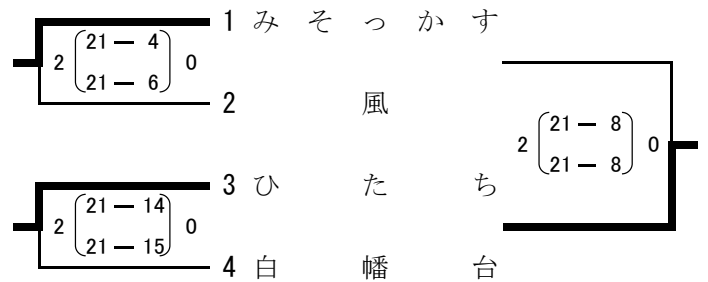 1 み そ っ か す
2 (21 ― 4 21 ― 6) 0
2 風
2 (21 ― 8 21 ― 8) 0
3 ひ た ち
2 (21 ― 14 21 ― 15) 0
4 白 幡 台